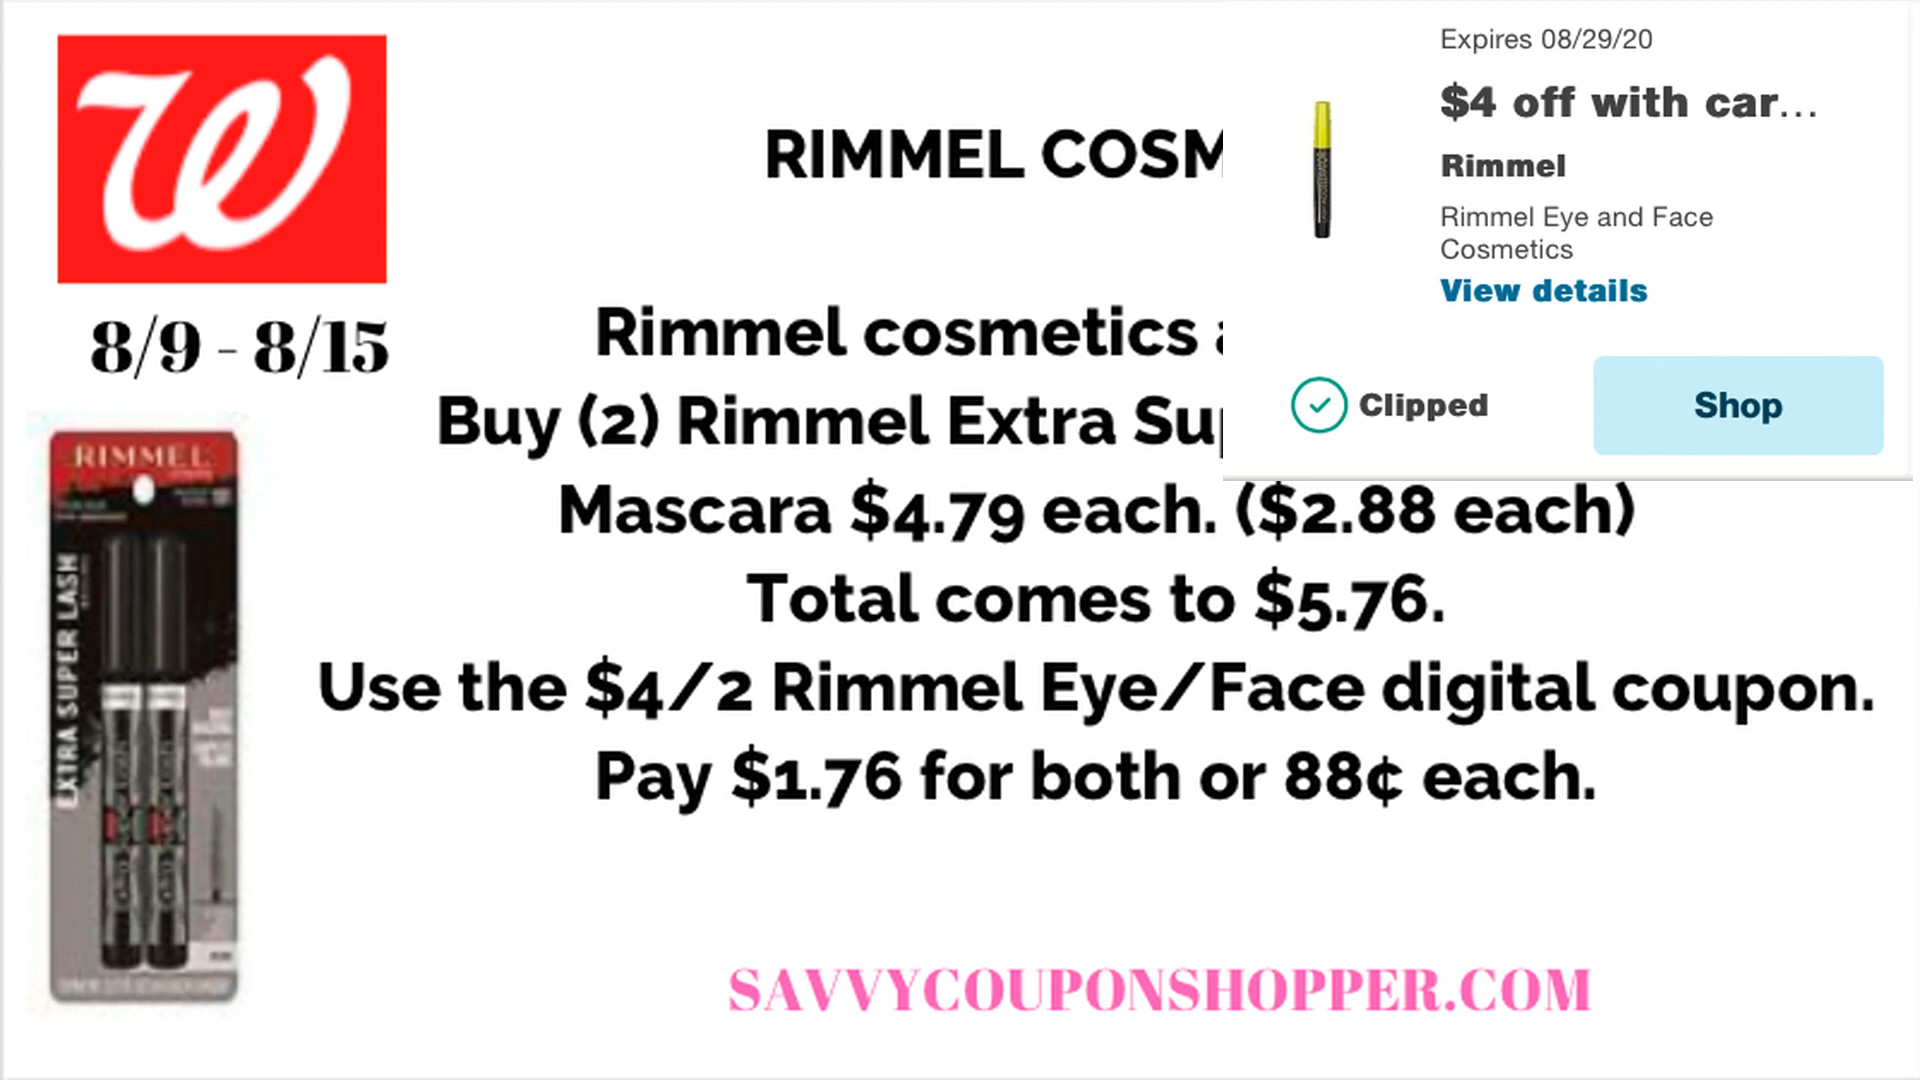 W
8/9 - 8/15
RIMMEL COSM
Rimmel cosmetics
Buy (2) Rimmel Extra Su
Mascara $4.79 each. ($2.88 each)
Total comes to $5.76.
Use the $4/2 Rimmel Eye/Face digital coupon.
Pay $1.76 for both or 88¢ each.
SAVVYCOUPONSHOPPER.COM
Expires 08/29/20
$4 off with car...
Rimmel
Rimmel Eye and Face
Cosmetics
View details
Clipped
Shop
RIMMEL
EXTRA SUPER LASH